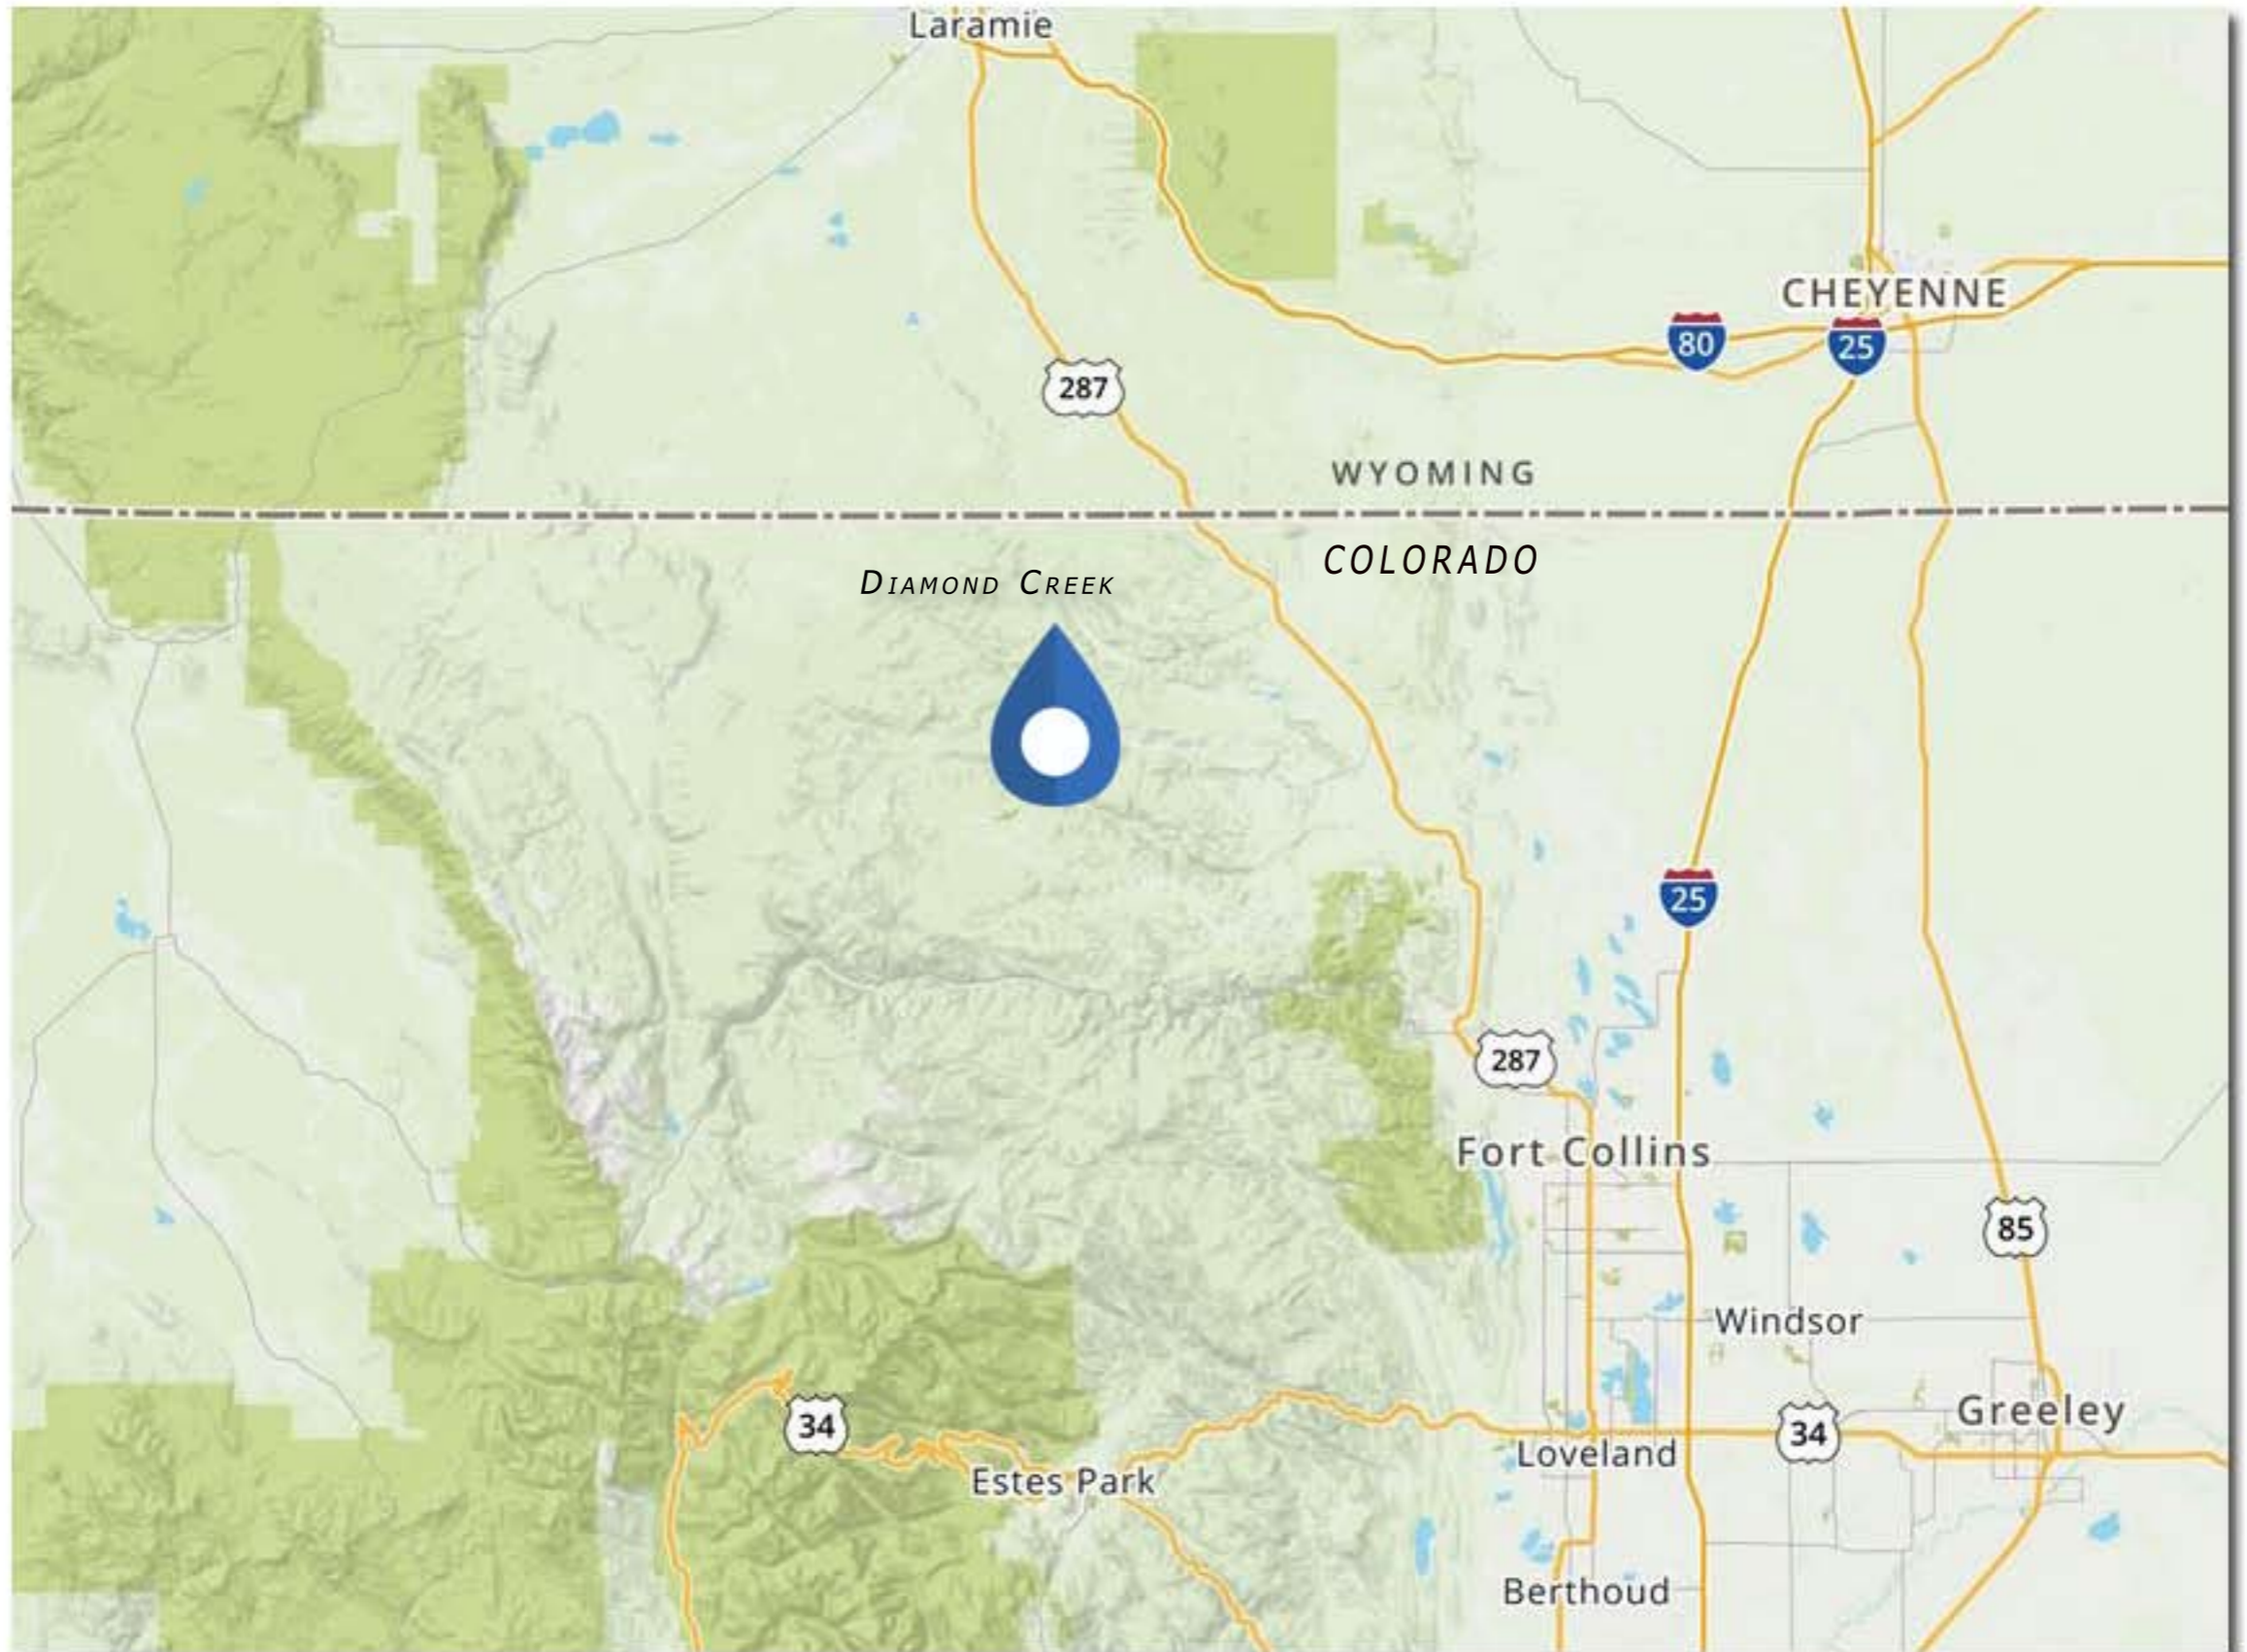 Laramie
CHEYENNE
80
25
287
WYOMING
COLORADO
DIAMOND CREEK
25
287
Fort Collins
85
Windsor
Greeley
34
34
Loveland
Estes Park
Berthoud